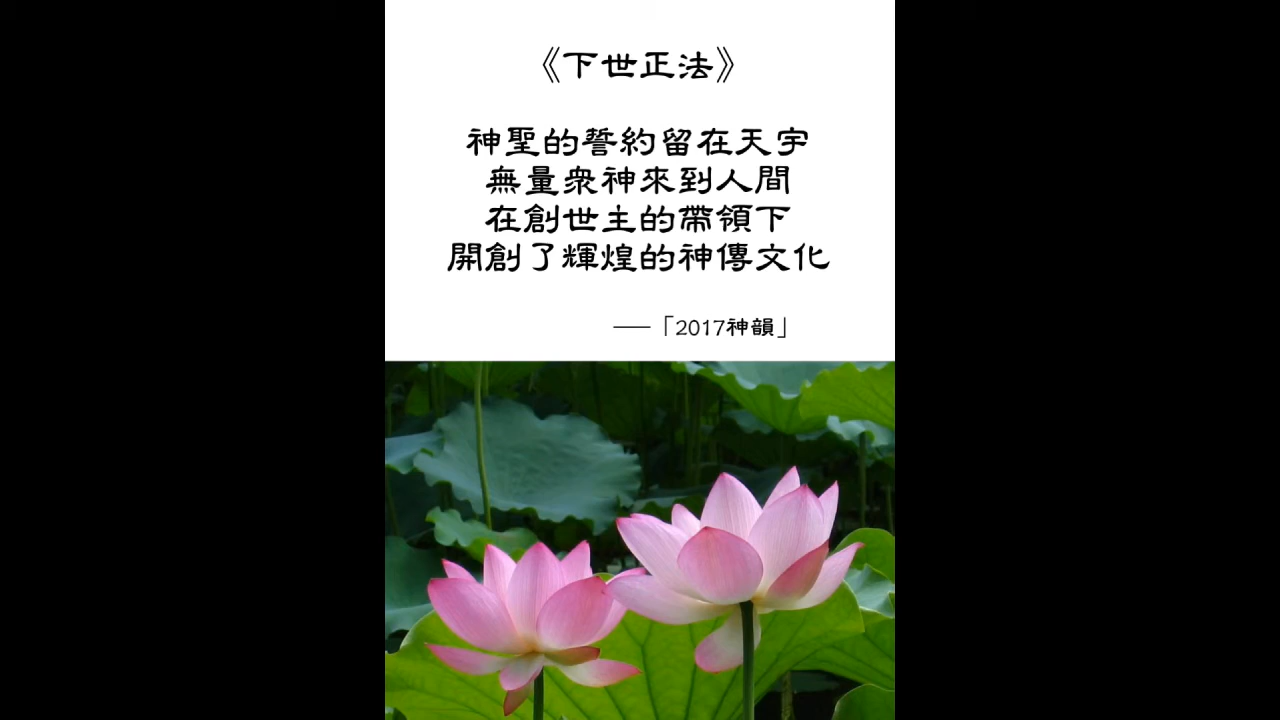 《下世正法》
神聖的誓約留在天宇
無量衆神來到人間
在創世主的帶領下
開創了輝煌的神傳文化
——「2017神韻」